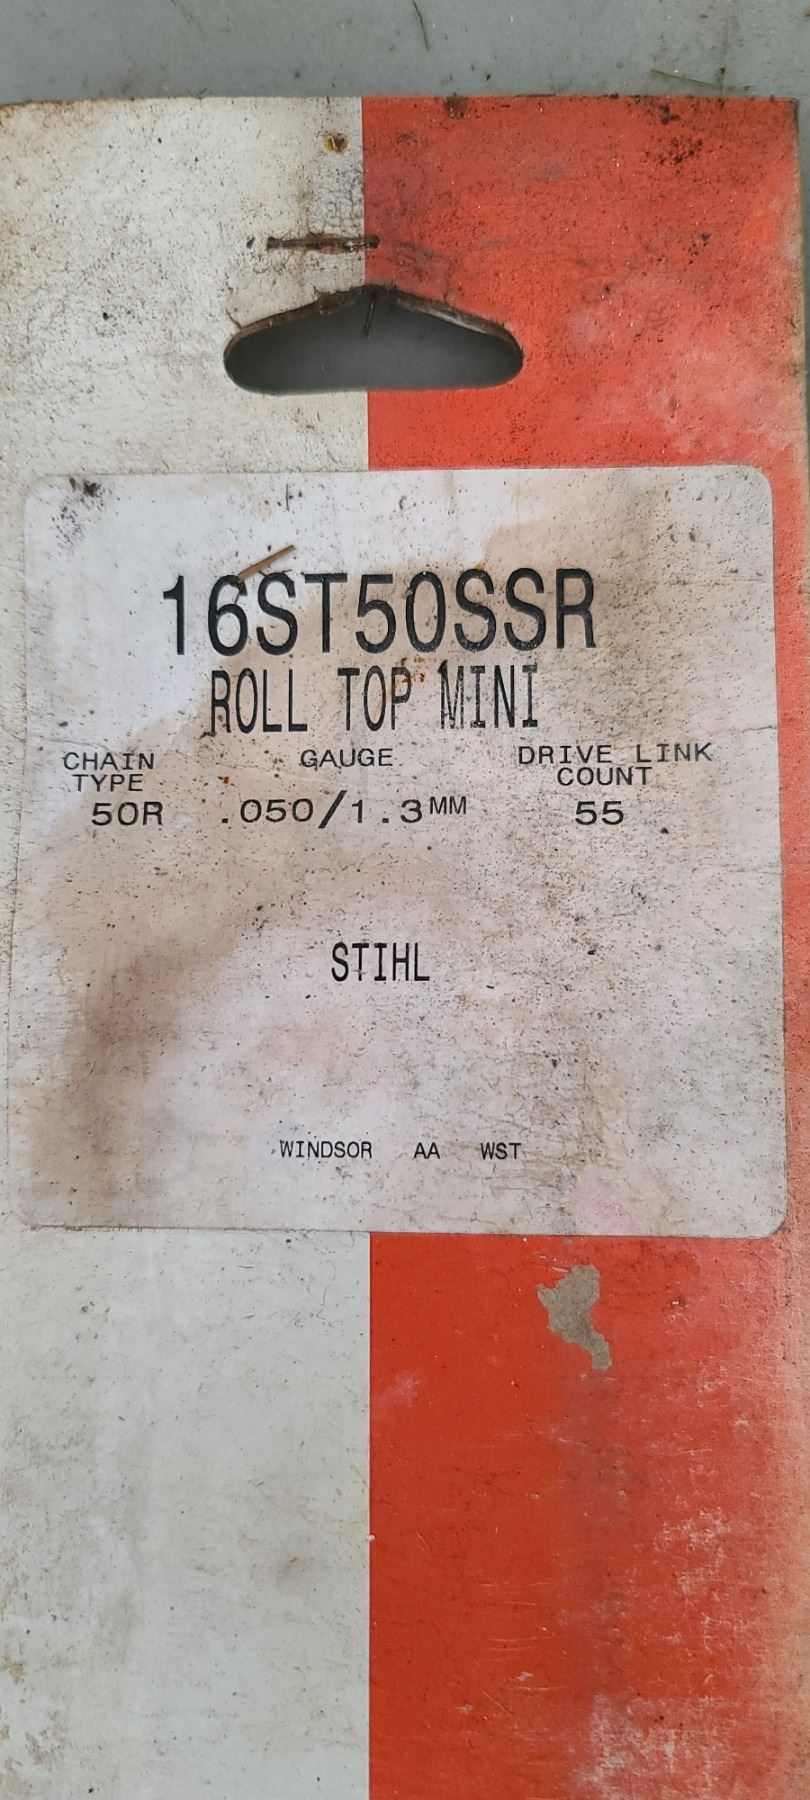 16ST50SSR
ROLL TOP MINI
CHAIN TYPE GAUGE DRIVE LINK COUNT
50R .050/1.3MM 55
STIHL
WINDSOR AA WST